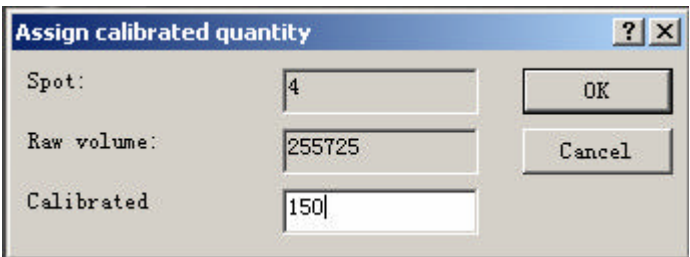 Assign calibrated quantity
Spot: 4 OK
Raw volume: 255725 Cancel
Calibrated 150